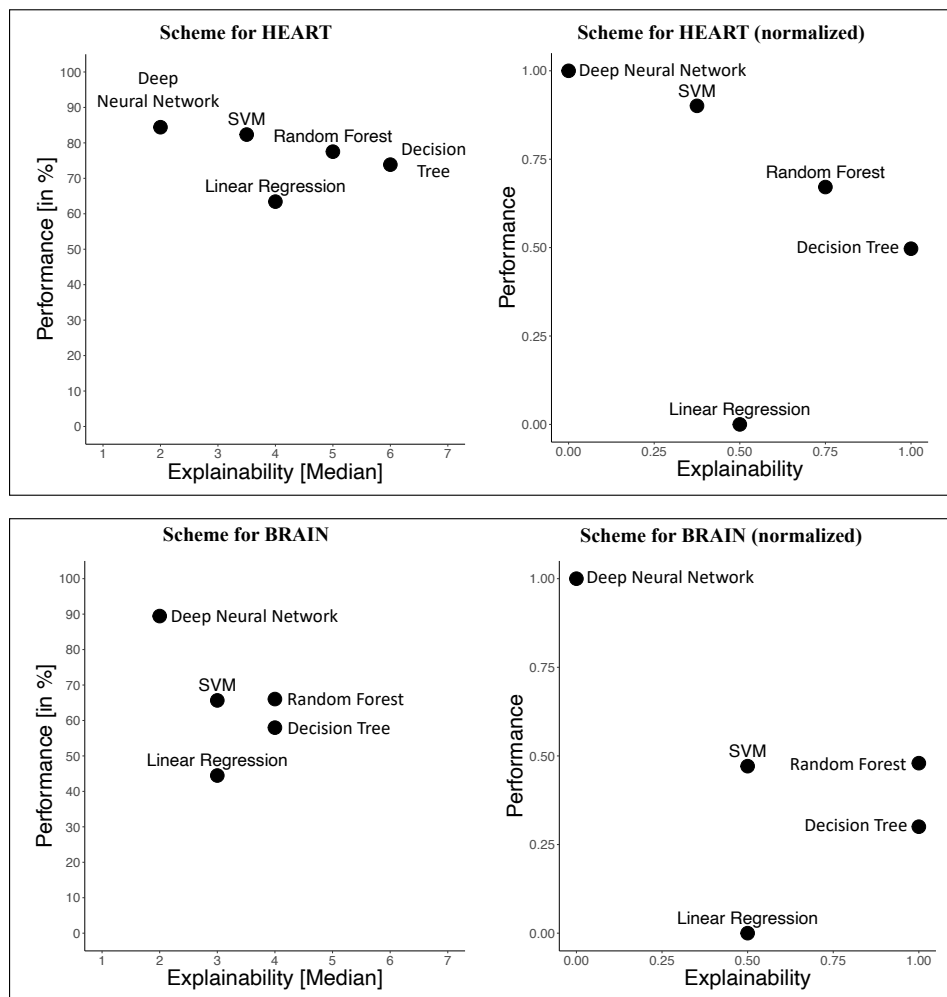 Scheme for HEART
100
90
80
70
60
50
40
30
20
10
0
Performance [in %]
Deep
Neural Network
SVM
Random Forest
Decision
Tree
Linear Regression
1 2 3 4 5 6 7
Explainability [Median]
Scheme for HEART (normalized)
1.00
0.75
0.50
0.25
0.00
Performance
Deep Neural Network
SVM
Random Forest
Decision Tree
Linear Regression
0.00 0.25 0.50 0.75 1.00
Explainability
Scheme for BRAIN
100
90
80
70
60
50
40
30
20
10
0
Performance [in %]
Deep Neural Network
SVM
Random Forest
Decision Tree
Linear Regression
1 2 3 4 5 6 7
Explainability [Median]
Scheme for BRAIN (normalized)
1.00
0.75
0.50
0.25
0.00
Performance
Deep Neural Network
SVM
Random Forest
Decision Tree
Linear Regression
0.00 0.25 0.50 0.75 1.00
Explainability